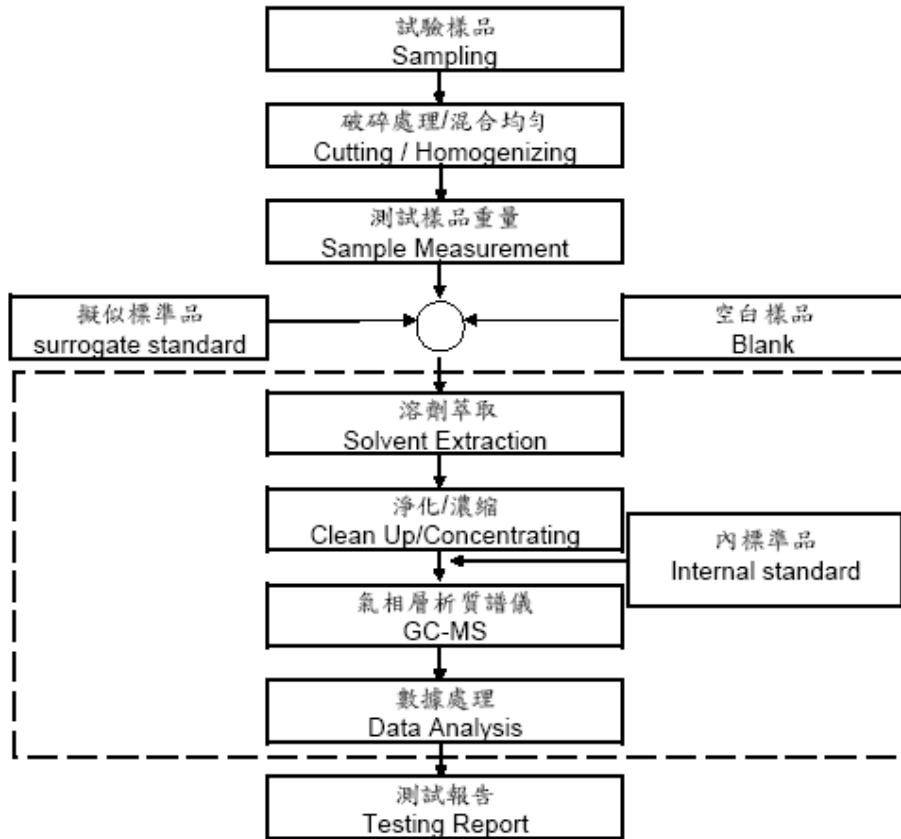 試驗樣品
Sampling
破碎處理/混合均勻
Cutting / Homogenizing
測試樣品重量
Sample Measurement
擬似標準品
surrogate standard
空白樣品
Blank
溶劑萃取
Solvent Extraction
淨化/濃缩
Clean Up/Concentrating
內標準品
Internal standard
氣相層析質譜儀
GC-MS
數據處理
Data Analysis
測試報告
Testing Report